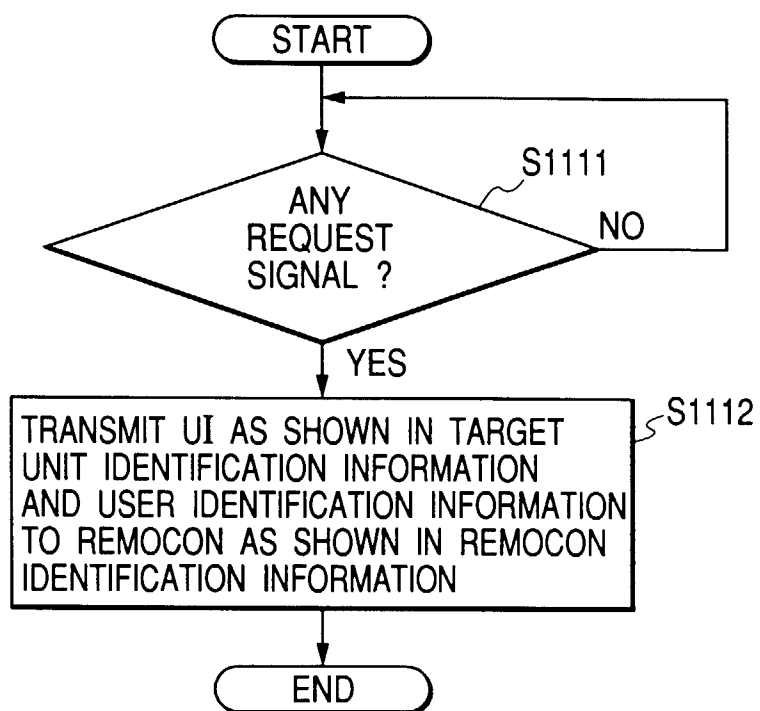 START
S1111
ANY
REQUEST
SIGNAL ?
NO
YES
S1112
TRANSMIT UI AS SHOWN IN TARGET
UNIT IDENTIFICATION INFORMATION
AND USER IDENTIFICATION INFORMATION
TO REMOCON AS SHOWN IN REMOCON
IDENTIFICATION INFORMATION
END